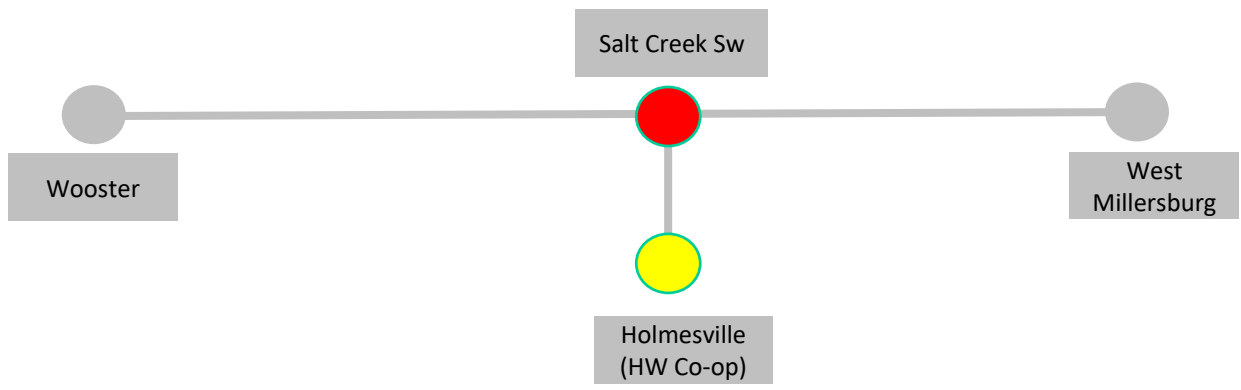 Salt Creek Sw
Wooster
West
Millersburg
Holmesville
(HW Co-op)